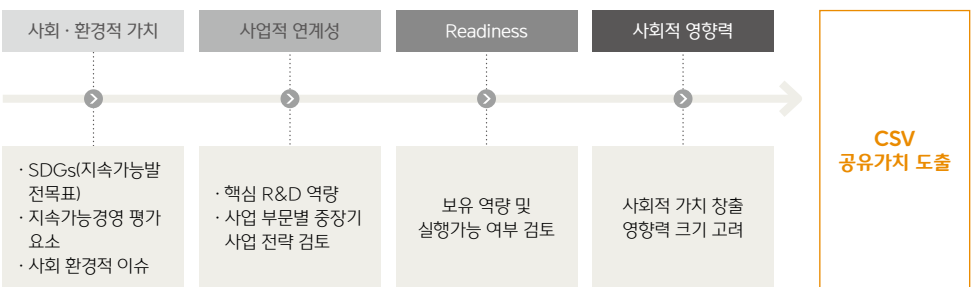 사회 · 환경적 가치
사업적 연계성
Readiness
사회적 영향력
· SDGs(지속가능발
전목표)
· 지속가능경영 평가
요소
· 사회 환경적 이슈
· 핵심 R&D 역량
· 사업 부문별 중장기
사업 전략 검토
보유 역량 및
실행가능 여부 검토
사회적 가치 창출
영향력 크기 고려
CSV
공유가치 도출